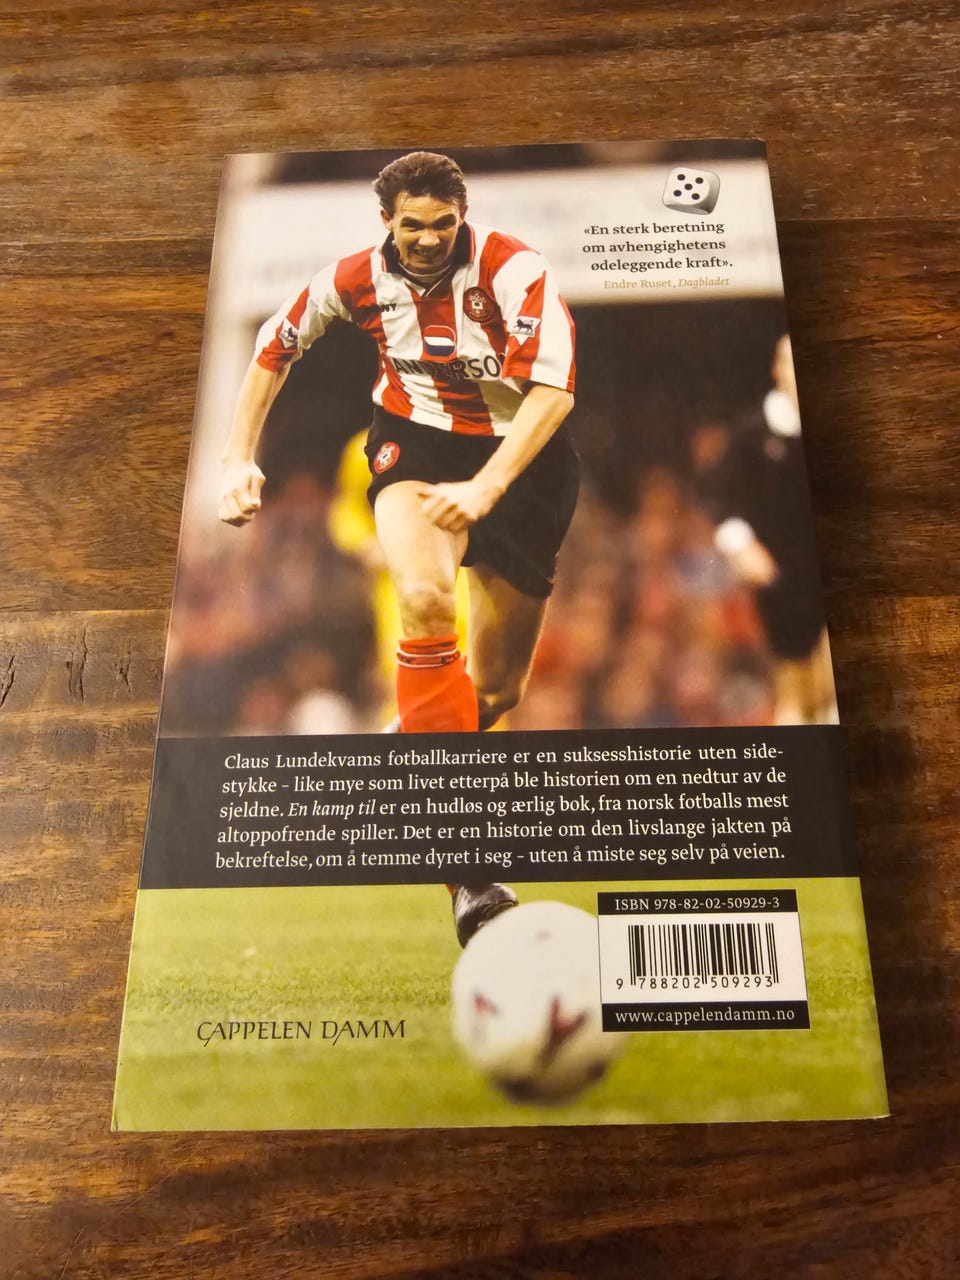 «En sterk beretning
om avhengighetens
ødeleggende kraft».
Endre Ruset, Dagbladet
Claus Lundekvams fotballkarriere er en suksesshistorie uten side-
stykke – like mye som livet etterpå ble historien om en nedtur av de
sjeldne. En kamp til er en hudløs og ærlig bok, fra norsk fotballs mest
altoppofrende spiller. Det er en historie om den livslange jakten på
bekreftelse, om å temme dyret i seg – uten å miste seg selv på veien.
ISBN 978-82-02-50929-3
9 788202 509293
www.cappelendamm.no
CAPPELEN DAMM